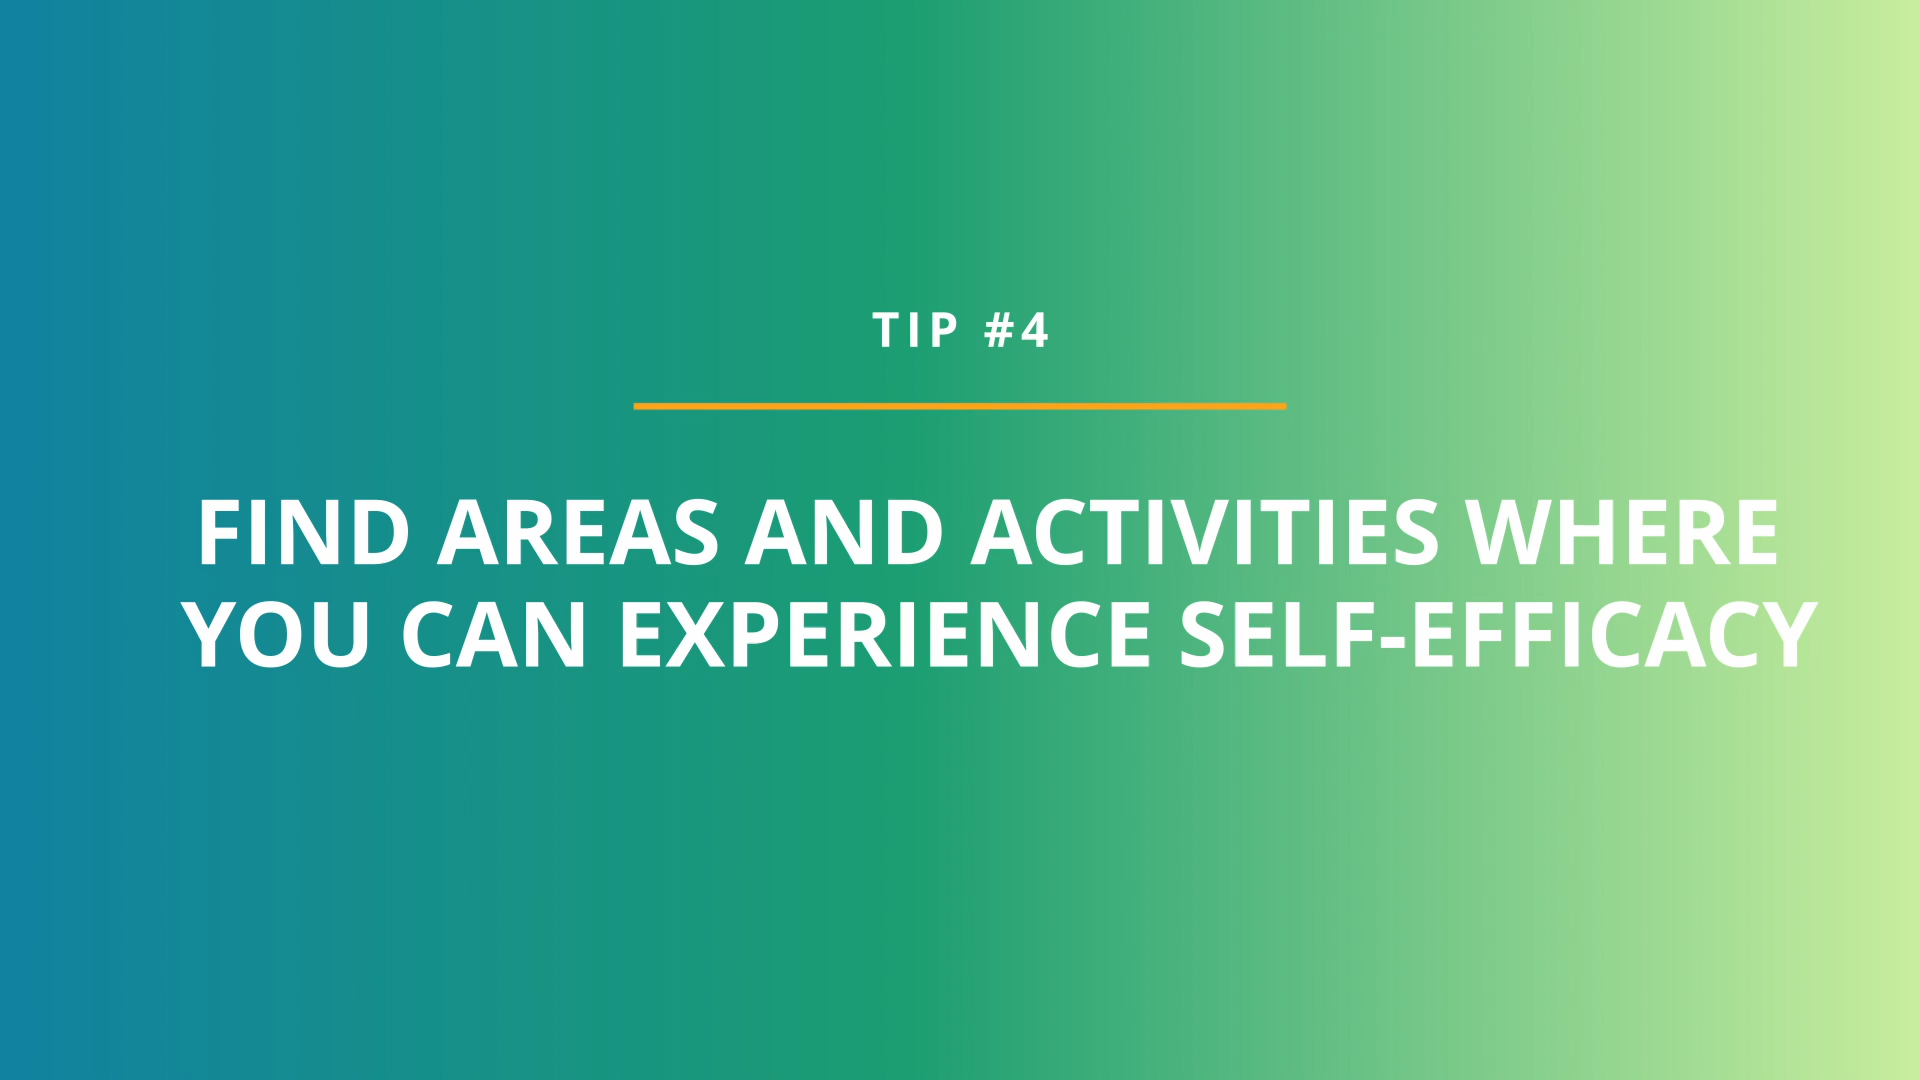 TIP #4
FIND AREAS AND ACTIVITIES WHERE
YOU CAN EXPERIENCE SELF-EFFICACY